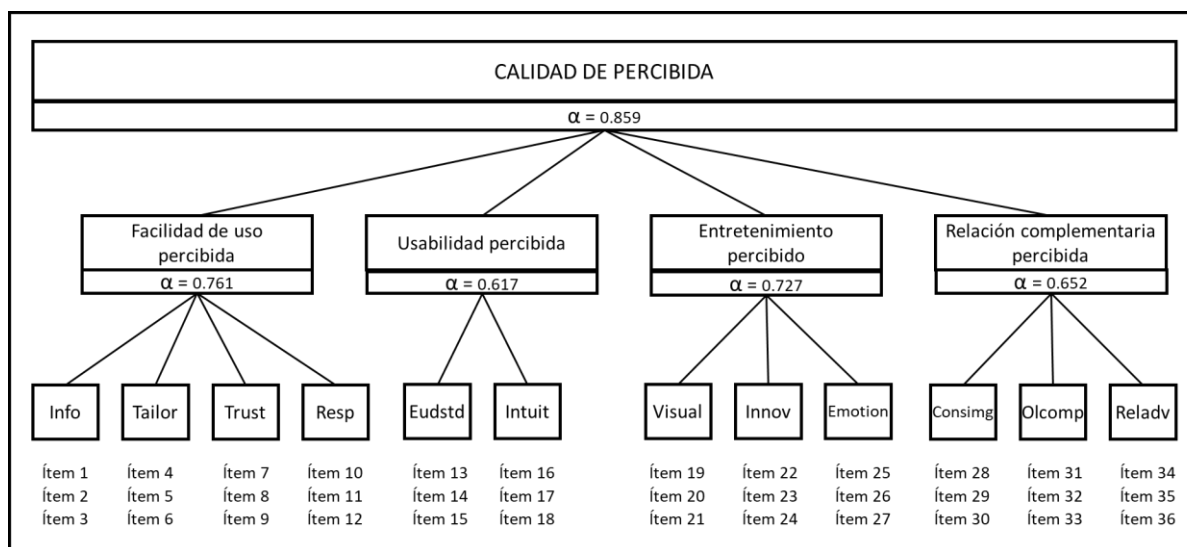 CALIDAD DE PERCIBIDA
α = 0.859
Facilidad de uso
percibida
α = 0.761
Usabilidad percibida
α = 0.617
Entretenimiento
percibido
α = 0.727
Relación complementaria
percibida
α = 0.652
Info
Tailor
Trust
Resp
Eudstd
Intuit
Visual
Innov
Emotion
Consimg
Olcomp
Reladv
Ítem 1
Ítem 2
Ítem 3
Ítem 4
Ítem 5
Ítem 6
Ítem 7
Ítem 8
Ítem 9
Ítem 10
Ítem 11
Ítem 12
Ítem 13
Ítem 14
Ítem 15
Ítem 16
Ítem 17
Ítem 18
Ítem 19
Ítem 20
Ítem 21
Ítem 22
Ítem 23
Ítem 24
Ítem 25
Ítem 26
Ítem 27
Ítem 28
Ítem 29
Ítem 30
Ítem 31
Ítem 32
Ítem 33
Ítem 34
Ítem 35
Ítem 36